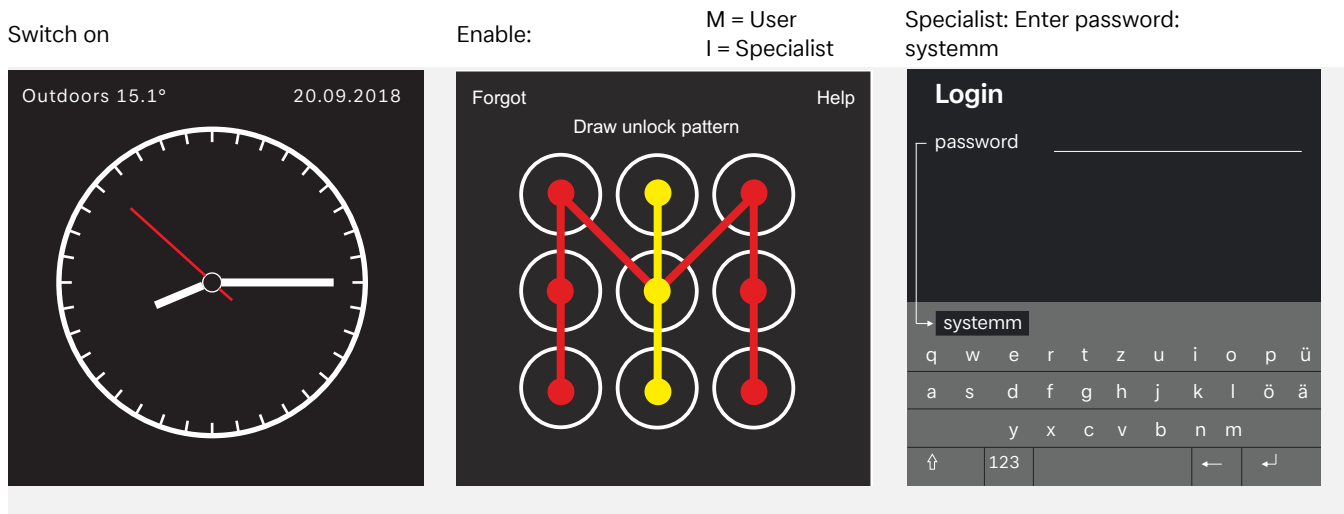 Switch on
Enable:
M = User
I = Specialist
Specialist: Enter password:
systemm
Outdoors 15.1°
20.09.2018
Forgot
Help
Draw unlock pattern
Login
password
systemm
q w e r t z u i o p ü
a s d f g h j k l ö ä
y x c v b n m
123